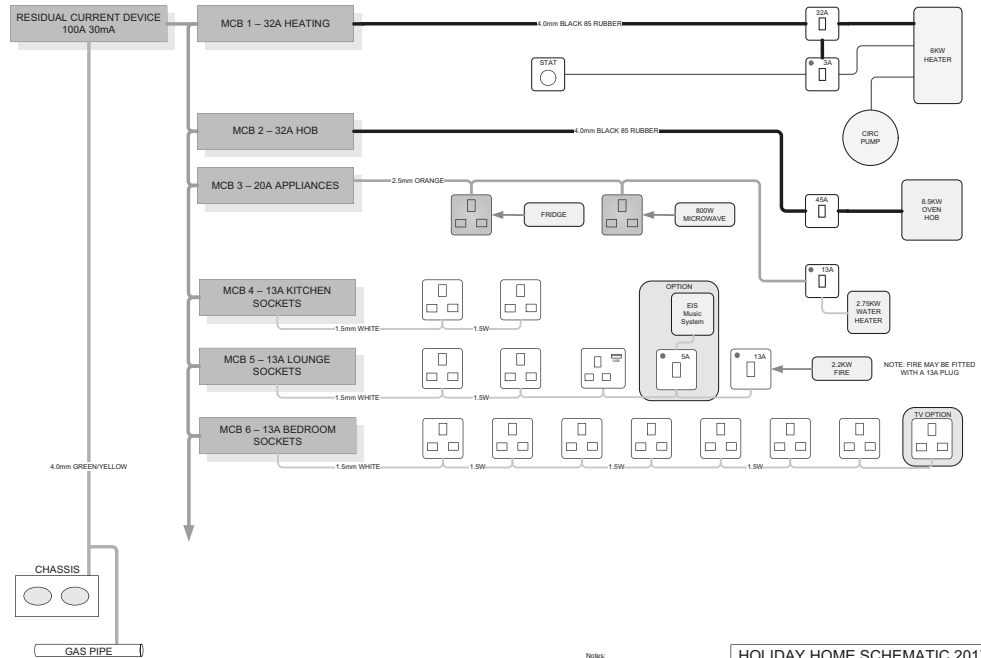 RESIDUAL CURRENT DEVICE
100A 30mA
MCB 1 – 32A HEATING
4.0mm BLACK 85 RUBBER
32A
6KW
HEATER
STAT
3A
CIRC
PUMP
MCB 2 – 32A HOB
4.0mm BLACK 85 RUBBER
MCB 3 – 20A APPLIANCES
2.5mm ORANGE
FRIDGE
800W
MICROWAVE
45A
8.5KW
OVEN
HOB
13A
2.75KW
WATER
HEATER
MCB 4 – 13A KITCHEN
SOCKETS
1.5mm WHITE
1.5W
OPTION
EIS
Music
System
MCB 5 – 13A LOUNGE
SOCKETS
1.5mm WHITE
1.5W
5A
13A
2.2KW
FIRE
NOTE: FIRE MAY BE FITTED
WITH A 13A PLUG
MCB 6 – 13A BEDROOM
SOCKETS
1.5mm WHITE
1.5W
1.5W
1.5W
TV OPTION
4.0mm GREEN/YELLOW
CHASSIS
GAS PIPE
Notes:
HOLIDAY HOME SCHEMATIC 2017